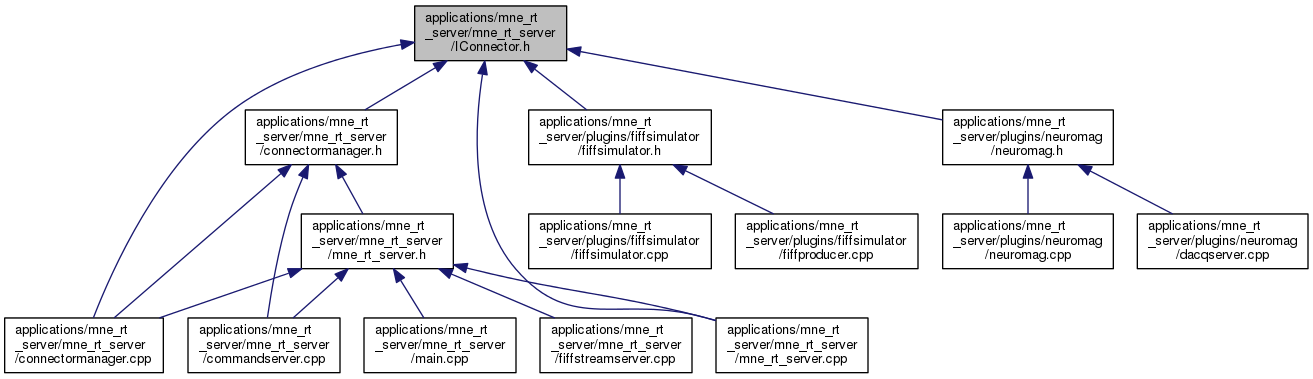 applications/mne_rt
_server/mne_rt_server
/IConnector.h
applications/mne_rt
_server/mne_rt_server
/connectormanager.h
applications/mne_rt
_server/plugins/fiffsimulator
/fiffsimulator.h
applications/mne_rt
_server/plugins/neuromag
/neuromag.h
applications/mne_rt
_server/mne_rt_server
/mne_rt_server.h
applications/mne_rt
_server/plugins/fiffsimulator
/fiffsimulator.cpp
applications/mne_rt
_server/plugins/fiffsimulator
/fiffproducer.cpp
applications/mne_rt
_server/plugins/neuromag
/neuromag.cpp
applications/mne_rt
_server/plugins/neuromag
/dacqserver.cpp
applications/mne_rt
_server/mne_rt_server
/connectormanager.cpp
applications/mne_rt
_server/mne_rt_server
/commandserver.cpp
applications/mne_rt
_server/mne_rt_server
/main.cpp
applications/mne_rt
_server/mne_rt_server
/fiffstreamserver.cpp
applications/mne_rt
_server/mne_rt_server
/mne_rt_server.cpp